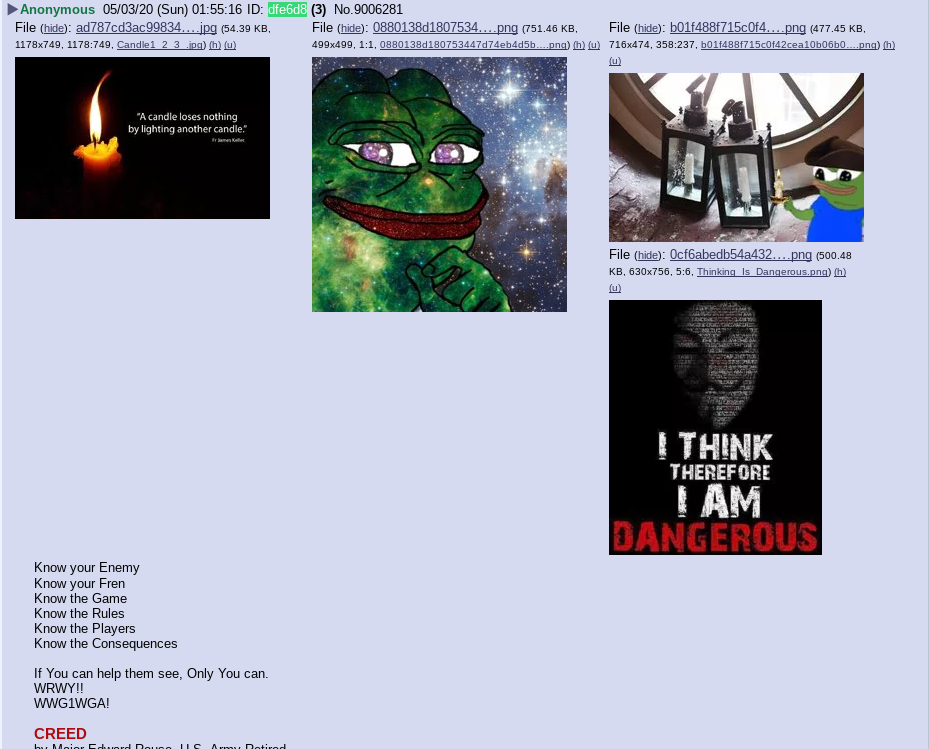 ▶Anonymous 05/03/20 (Sun) 01:55:16 ID: dfe6d8 (3) No.9006281
File (hide): ad787cd3ac99834….jpg (54.39 KB,
1178x749, 1178:749, Candle1_2_3_.jpg) (h) (u)
"A candle loses nothing
by lighting another candle."
Fr James Keller
File (hide): 0880138d1807534….png (751.46 KB,
499x499, 1:1, 0880138d180753447d74eb4d5b….png) (h) (u)
File (hide): b01f488f715c0f4….png (477.45 KB,
716x474, 358:237, b01f488f715c0f42cea10b06b0….png) (h)
(u)
File (hide): 0cf6abedb54a432….png (500.48
KB, 630x756, 5:6, Thinking_Is_Dangerous.png) (h)
(u)
I THINK
THEREFORE
I AM
DANGEROUS
Know your Enemy
Know your Fren
Know the Game
Know the Rules
Know the Players
Know the Consequences
If You can help them see, Only You can.
WRWY!!
WWG1WGA!
CREED
by Major Edward Rouse, U.S. Army Retired